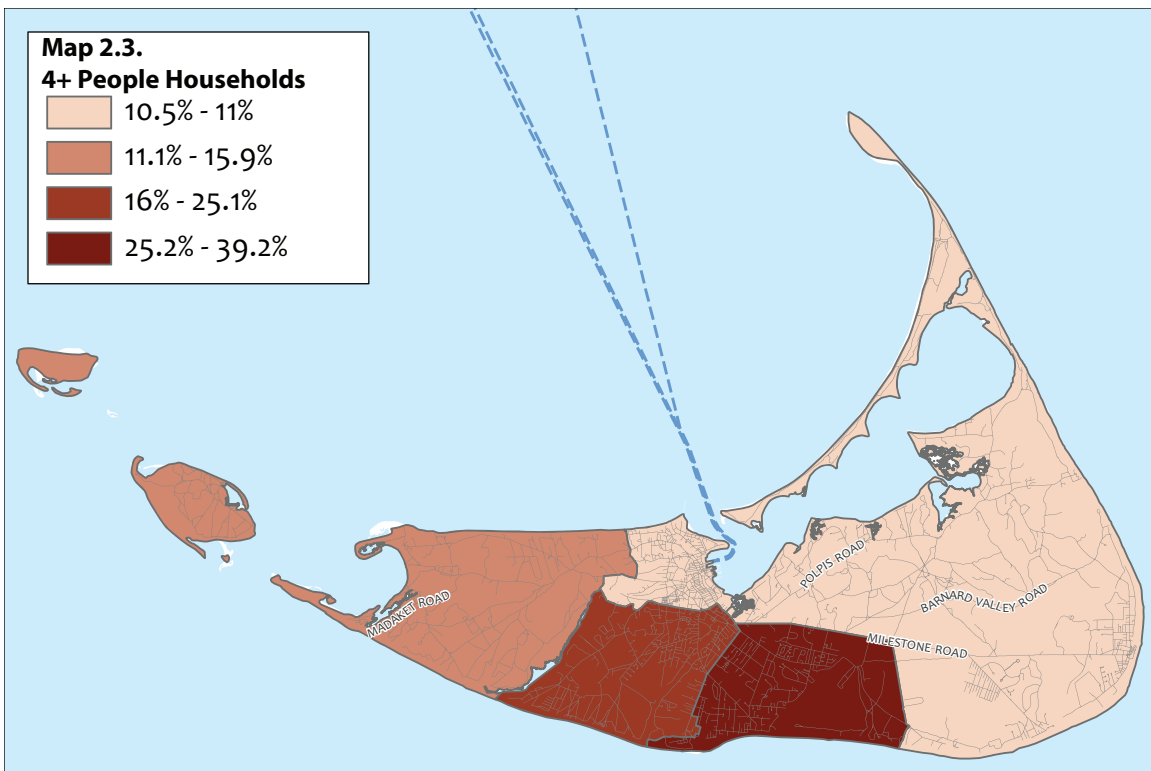 Map 2.3.
4+ People Households
10.5% - 11%
11.1% - 15.9%
16% - 25.1%
25.2% - 39.2%
POLPIS ROAD
BARNARD VALLEY ROAD
MADAKET ROAD
MILESTONE ROAD